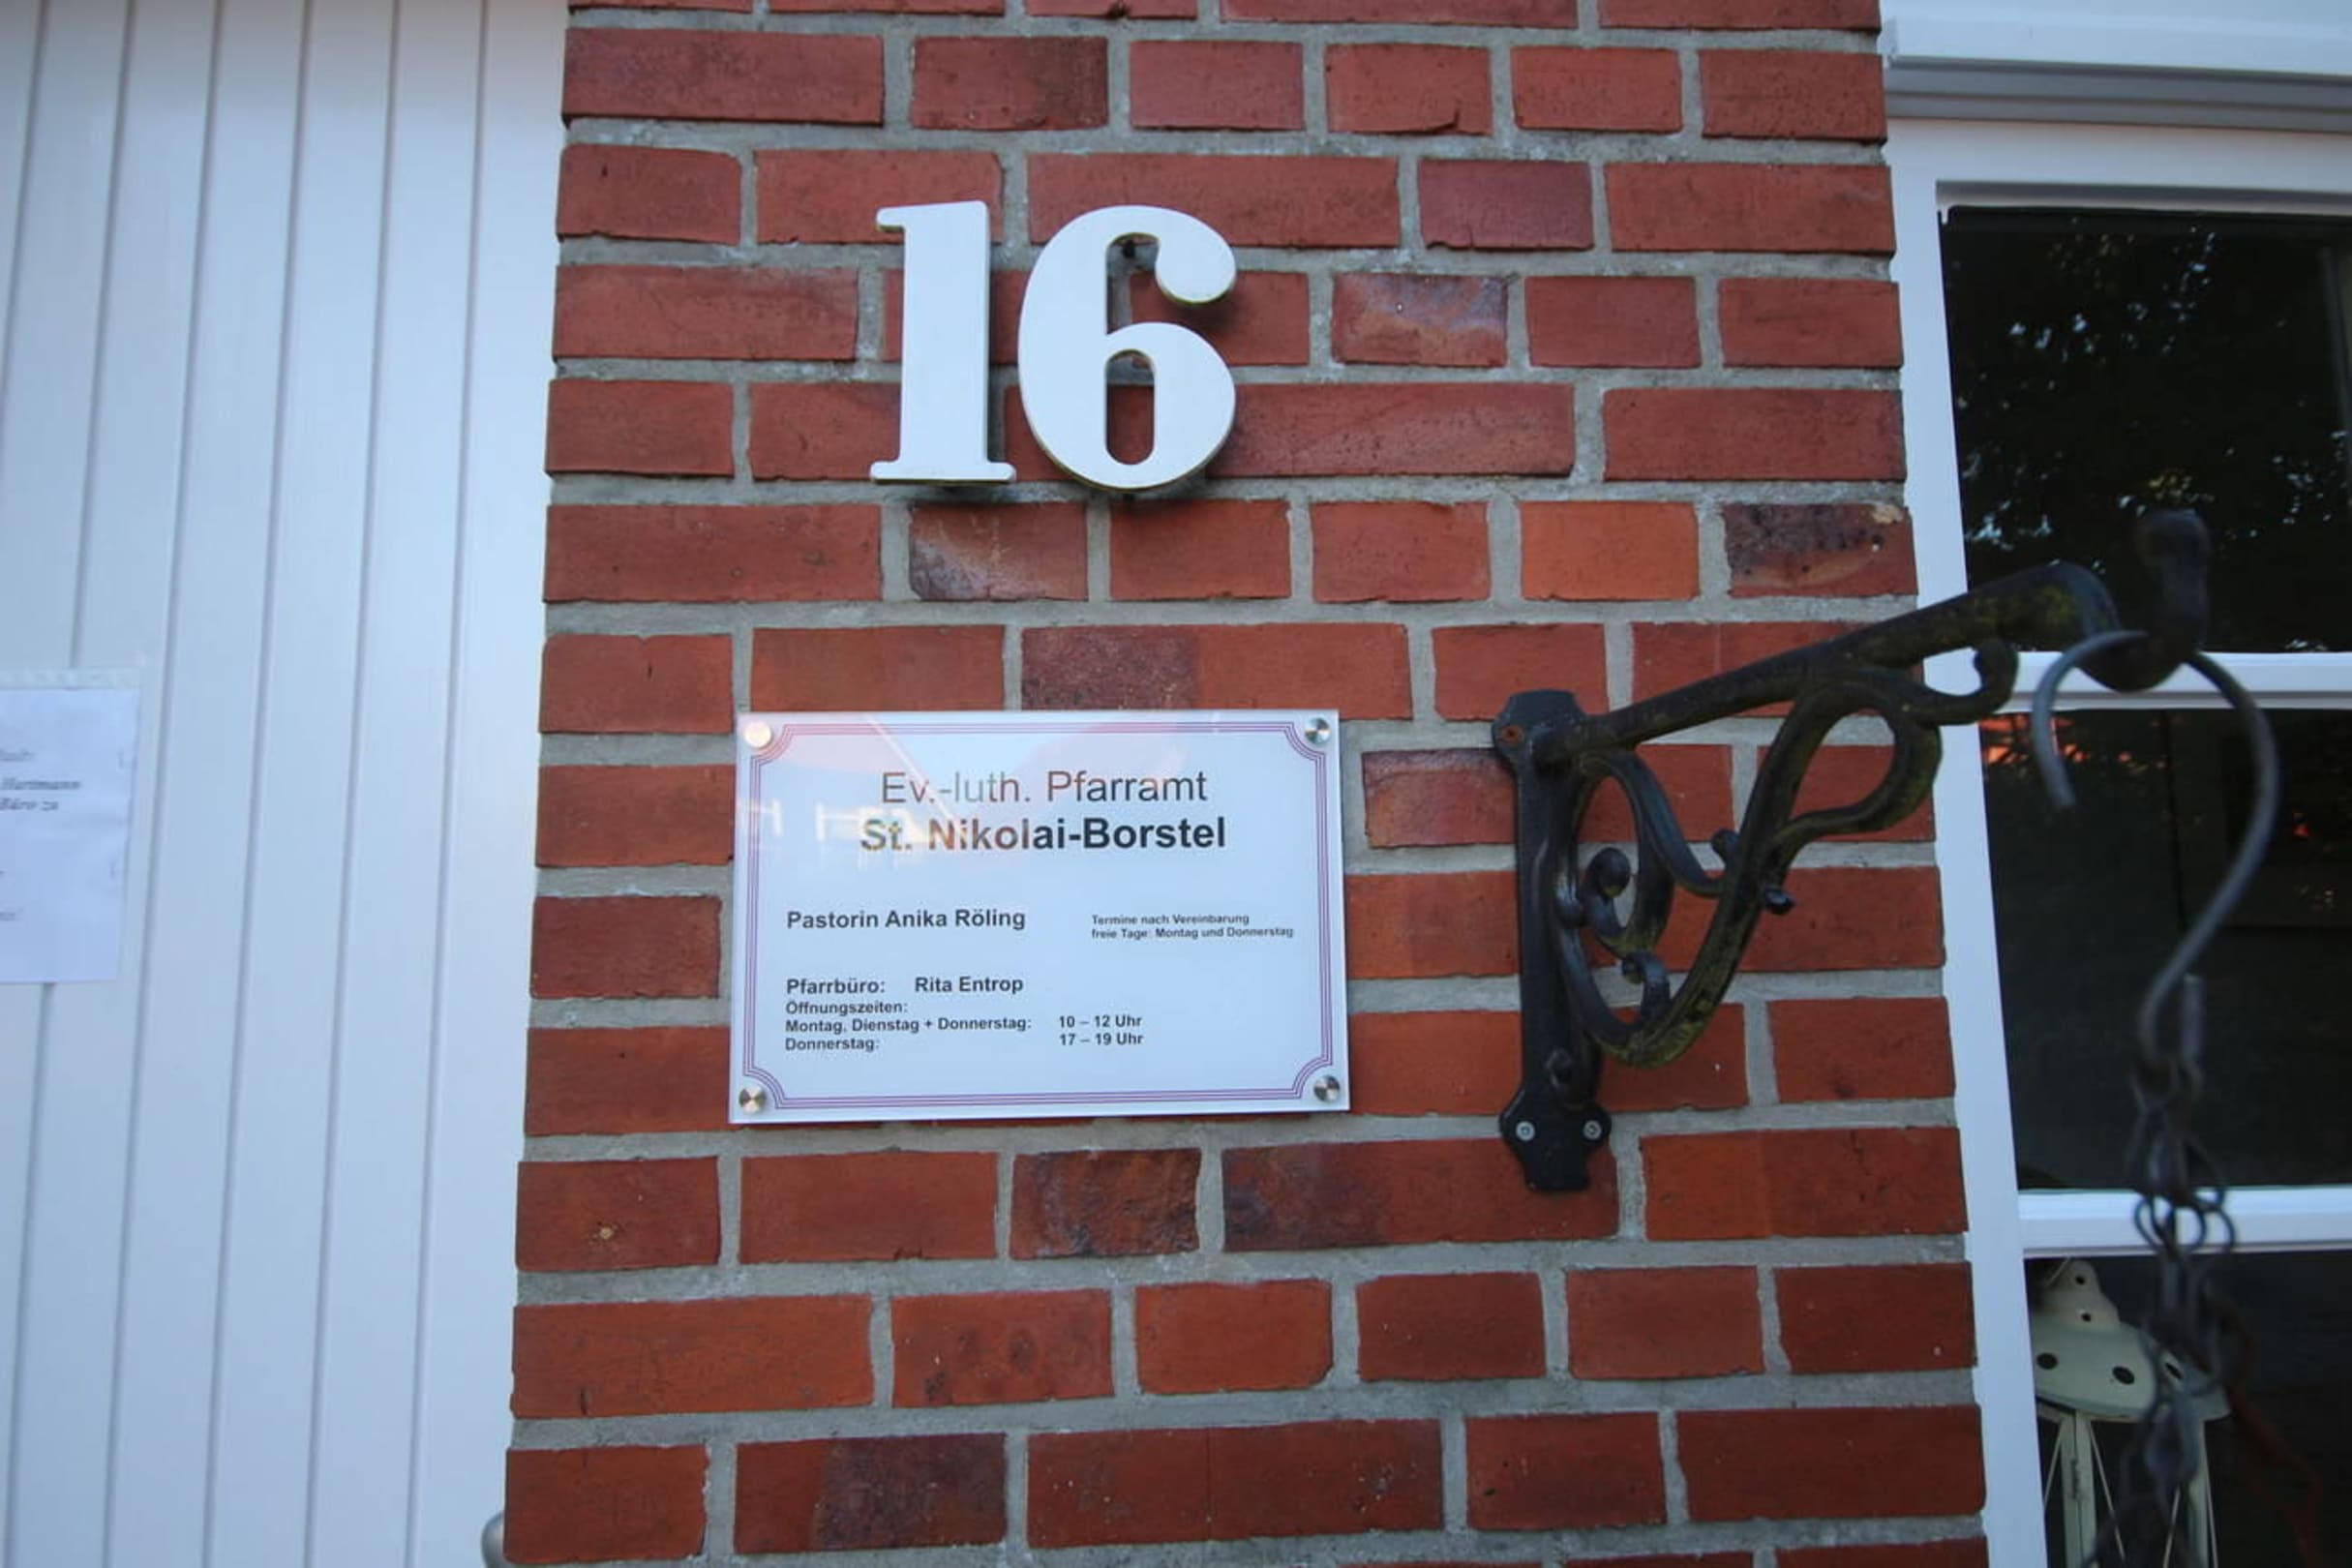 16
Ev.-luth. Pfarramt
St. Nikolai-Borstel
Pastorin Anika Röling
Termine nach Vereinbarung
freie Tage: Montag und Donnerstag
Pfarrbüro: Rita Entrop
Öffnungszeiten:
Montag, Dienstag + Donnerstag: 10 – 12 Uhr
Donnerstag: 17 – 19 Uhr
Hartmann